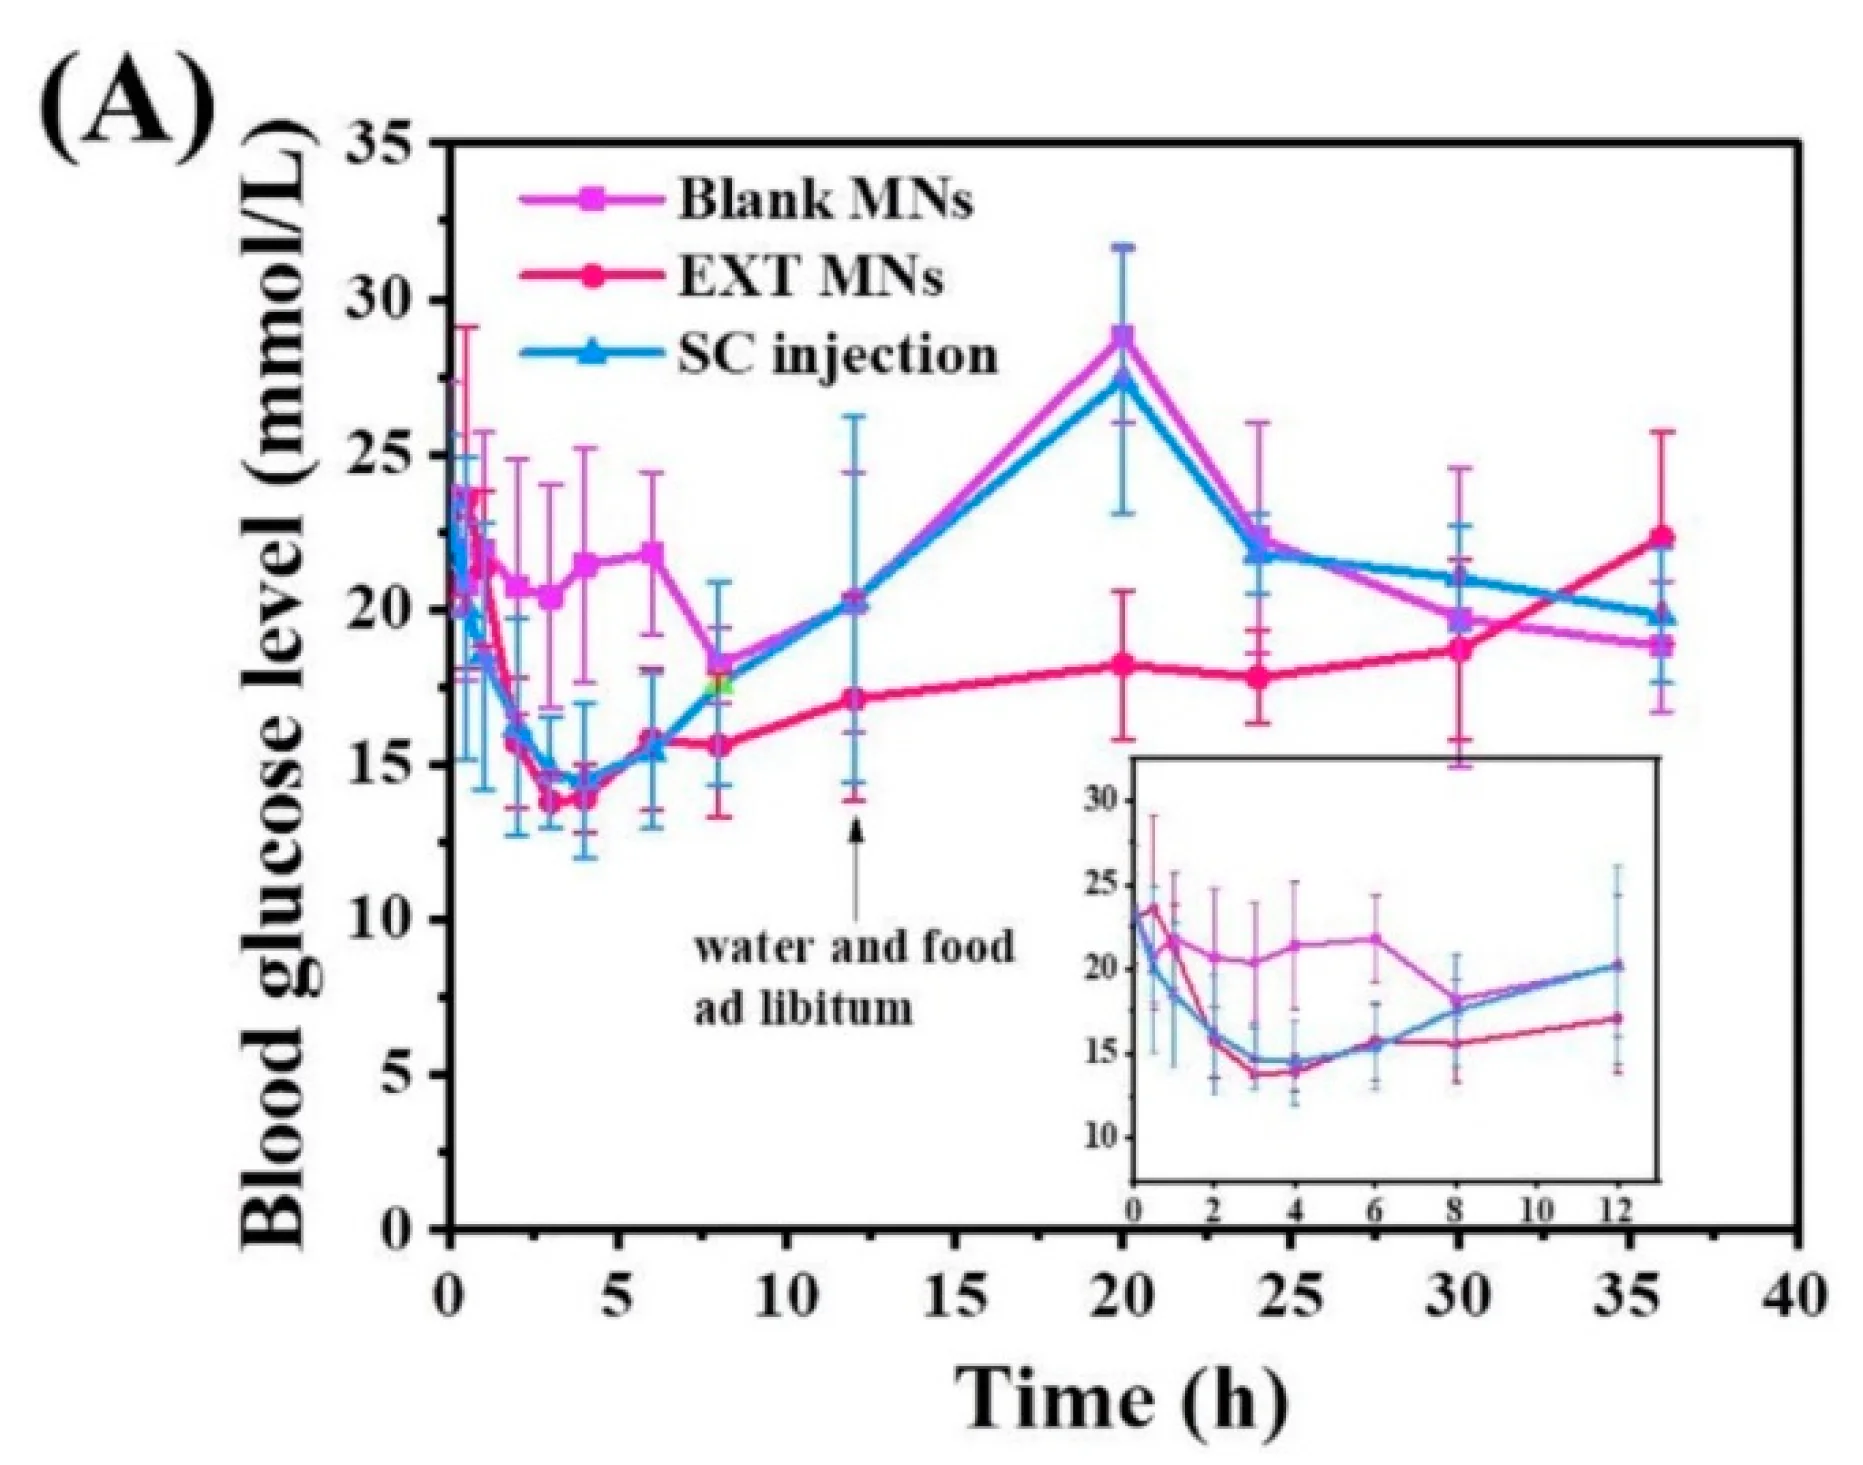 (A)
Blood glucose level (mmol/L)
35
30
25
20
15
10
5
0
Blank MNs
EXT MNs
SC injection
water and food
ad libitum
30
25
20
15
10
0 2 4 6 8 10 12
0 5 10 15 20 25 30 35 40
Time (h)